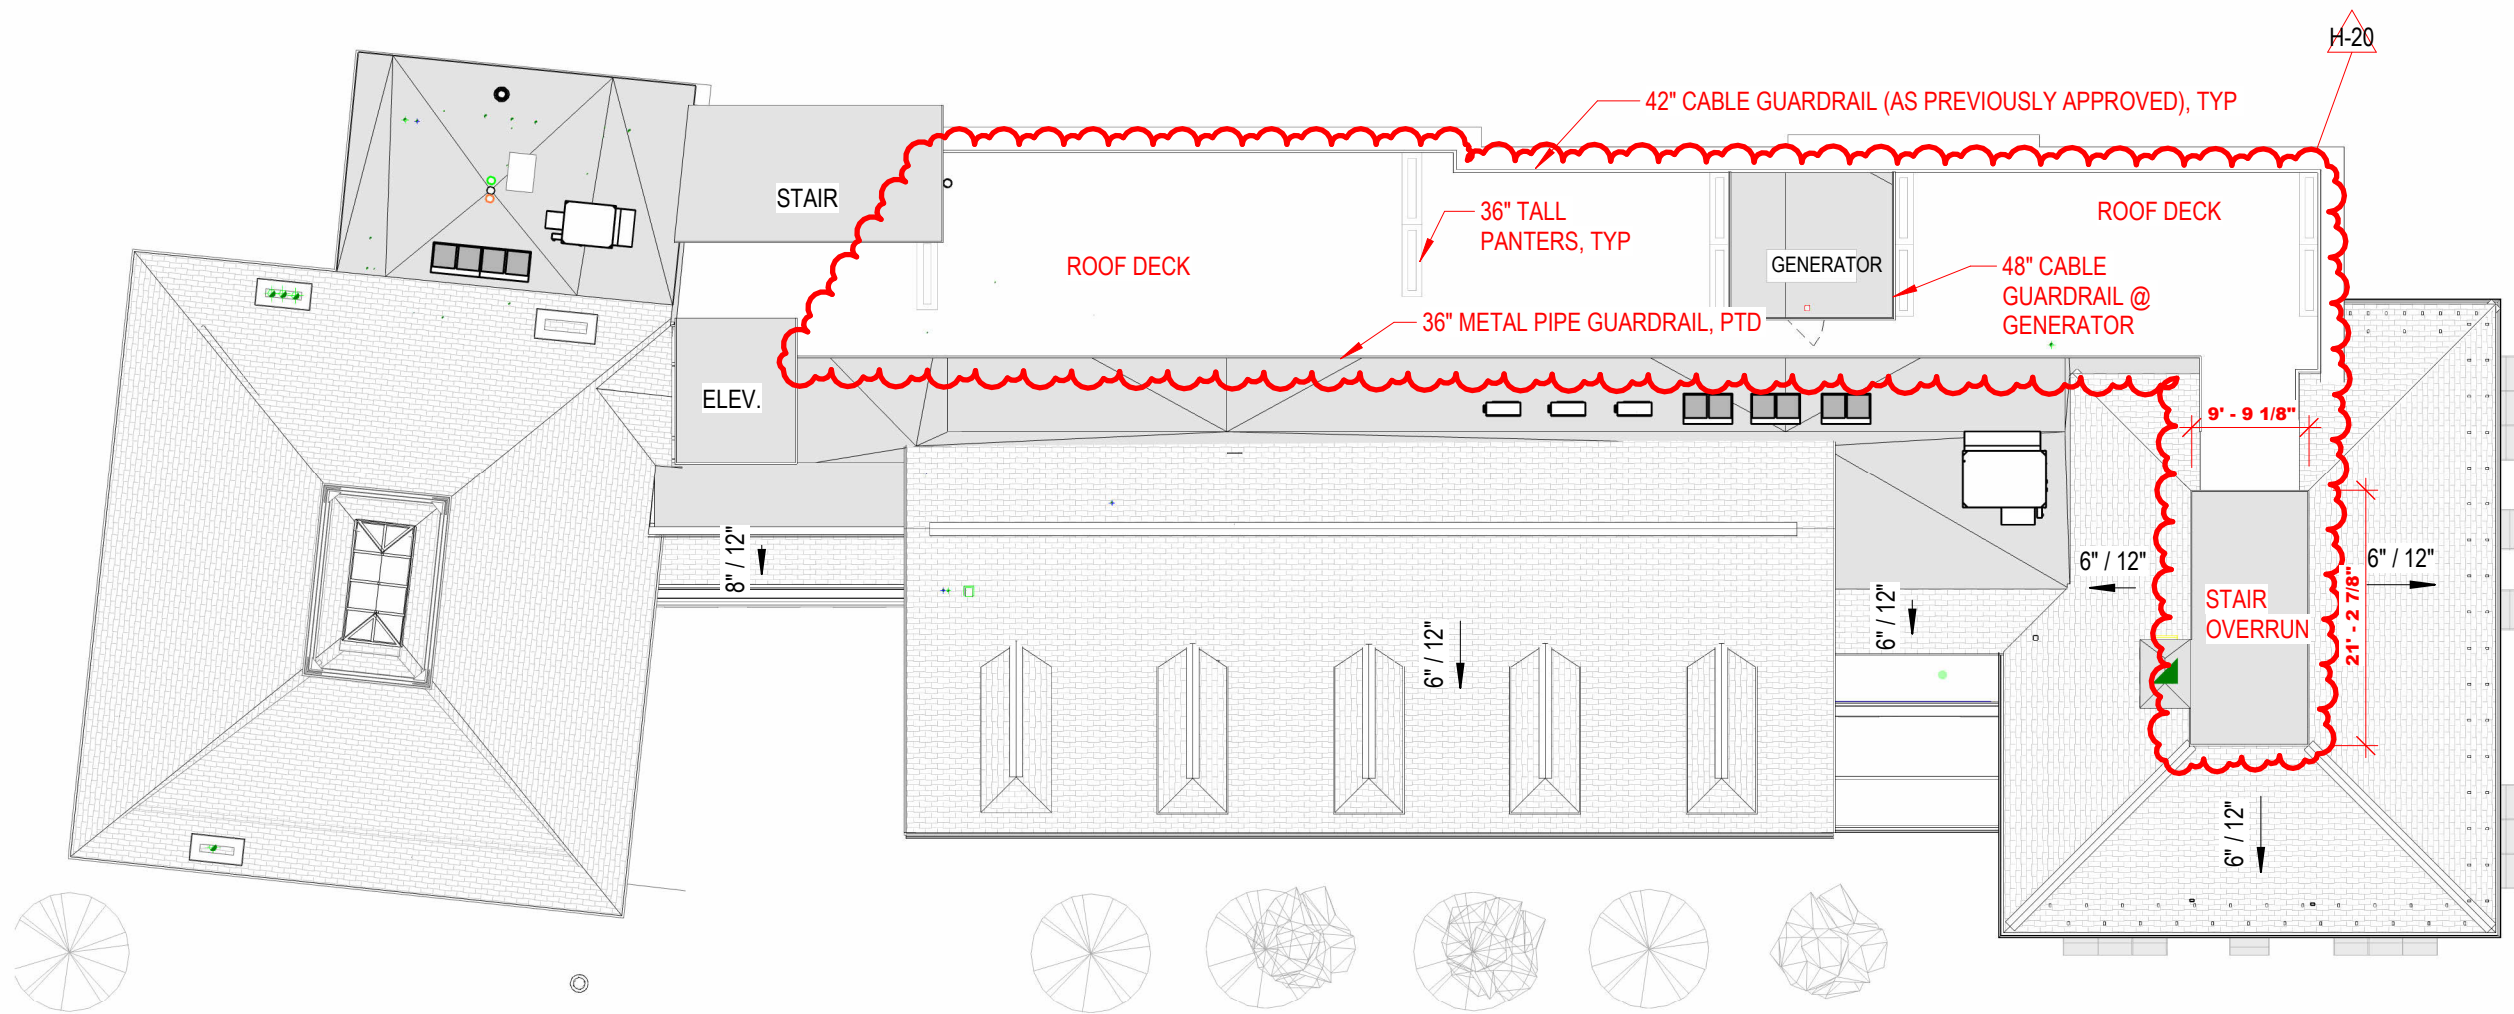 H-20
42" CABLE GUARDRAIL (AS PREVIOUSLY APPROVED), TYP
STAIR
36" TALL
PANTERS, TYP
ROOF DECK
ROOF DECK
GENERATOR
48" CABLE
GUARDRAIL @
GENERATOR
36" METAL PIPE GUARDRAIL, PTD
ELEV.
9' - 9 1/8"
8" / 12"
6" / 12"
6" / 12"
6" / 12"
6" / 12"
STAIR
OVERRUN
21' - 2 7/8"
6" / 12"